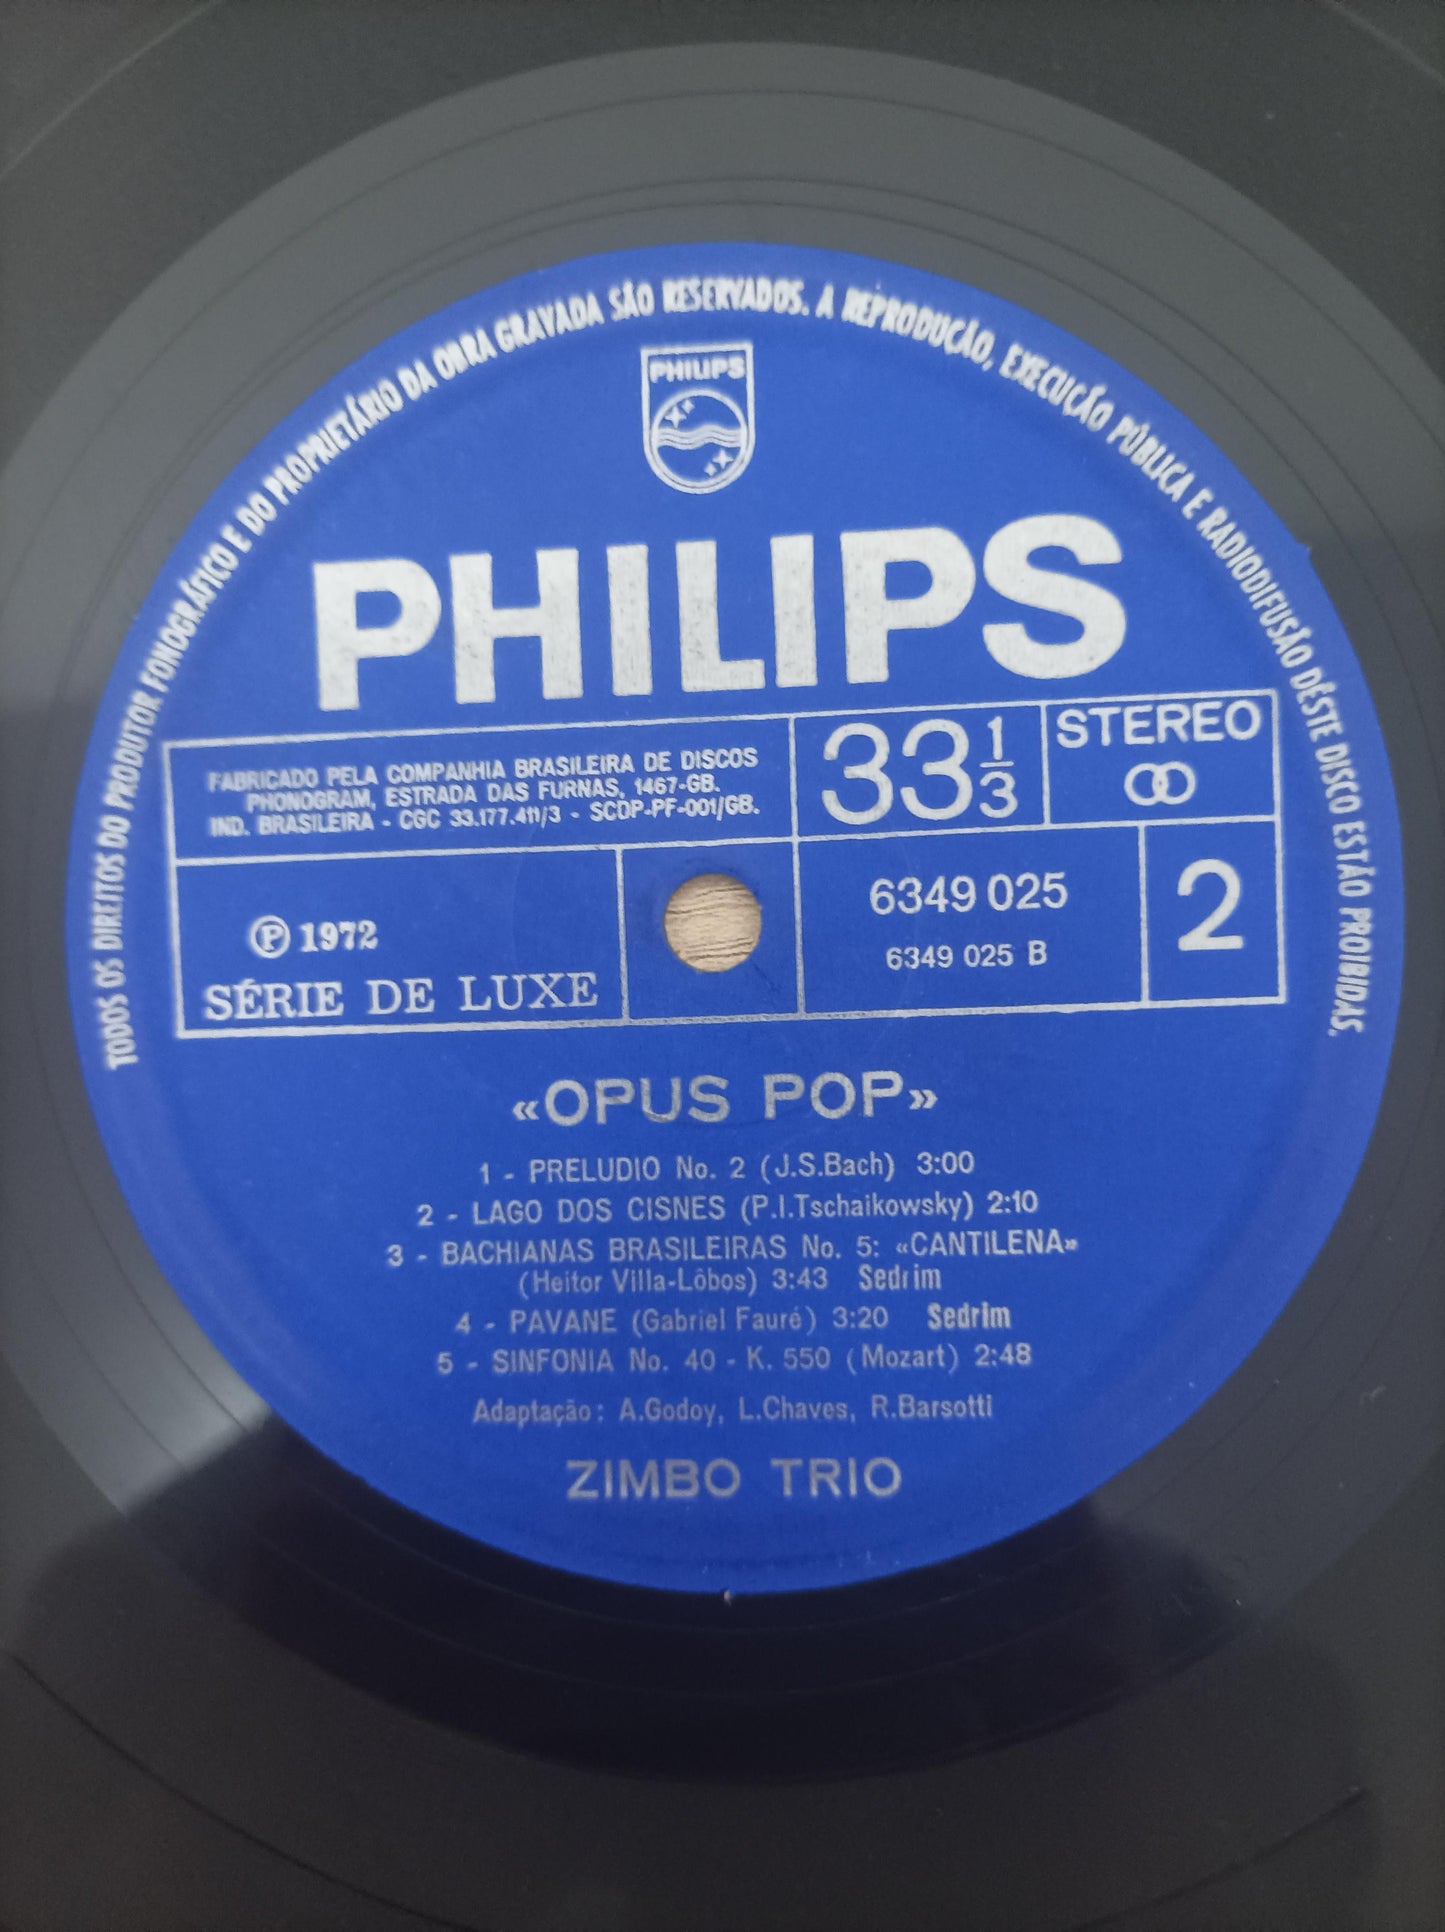 TODOS OS DIREITOS DO PRODUTOR FONOGRÁFICO E DO PROPRIETÁRIO DA OBRA GRAVADA SÃO RESERVADOS. A REPRODUÇÃO, EXECUÇÃO PÚBLICA E RADIODIFUSÃO DÊSTE DISCO ESTÃO PROIBIDAS.
PHILIPS
PHILIPS
FABRICADO PELA COMPANHIA BRASILEIRA DE DISCOS
PHONOGRAM, ESTRADA DAS FURNAS, 1467-GB.
IND. BRASILEIRA - CGC 33.177.411/3 - SCDP-PF-001/GB.
33 1/3
STEREO
℗ 1972
SÉRIE DE LUXE
6349 025
6349 025 B
2
«OPUS POP»
1 - PRELUDIO No. 2 (J.S.Bach) 3:00
2 - LAGO DOS CISNES (P.I.Tschaikowsky) 2:10
3 - BACHIANAS BRASILEIRAS No. 5: «CANTILENA»
(Heitor Villa-Lôbos) 3:43 Sedrim
4 - PAVANE (Gabriel Fauré) 3:20 Sedrim
5 - SINFONIA No. 40 - K. 550 (Mozart) 2:48
Adaptação: A.Godoy, L.Chaves, R.Barsotti
ZIMBO TRIO